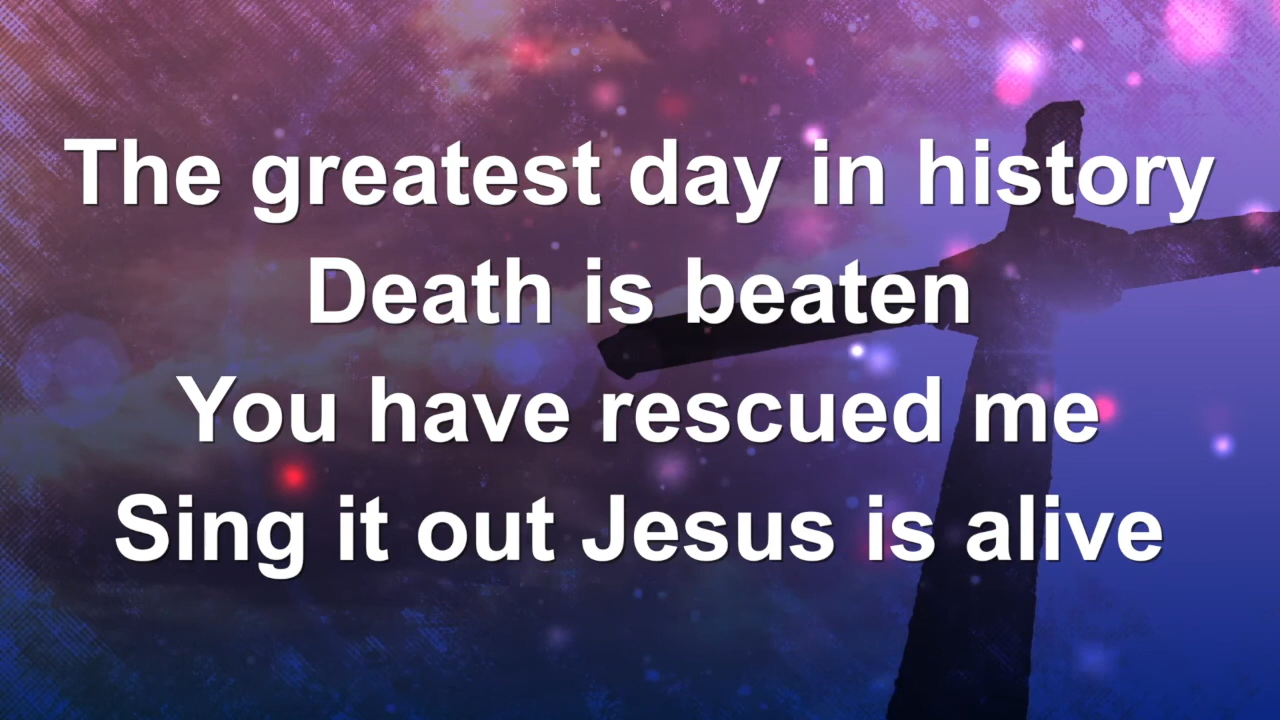 The greatest day in history
Death is beaten
You have rescued me
Sing it out Jesus is alive